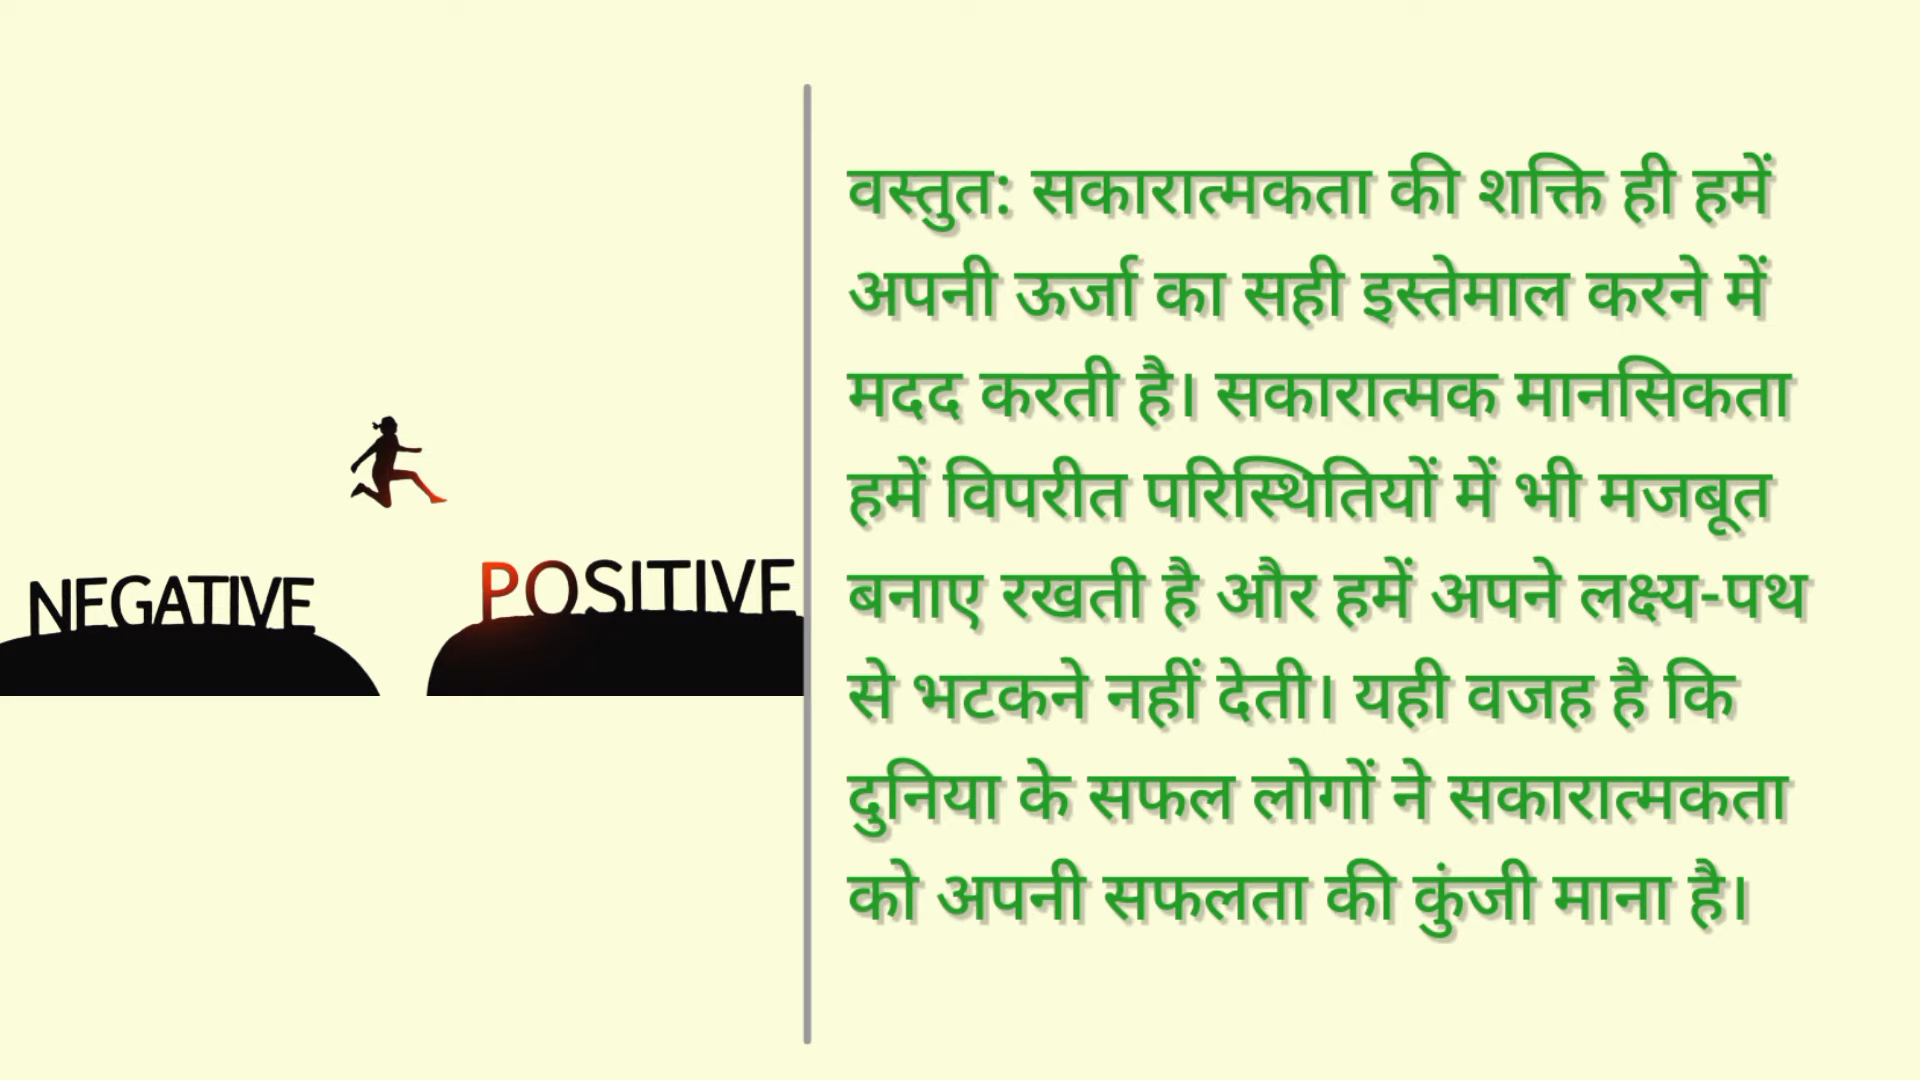 NEGATIVE
POSITIVE
वस्तुत: सकारात्मकता की शक्ति ही हमें
अपनी ऊर्जा का सही इस्तेमाल करने में
मदद करती है। सकारात्मक मानसिकता
हमें विपरीत परिस्थितियों में भी मजबूत
बनाए रखती है और हमें अपने लक्ष्य-पथ
से भटकने नहीं देती। यही वजह है कि
दुनिया के सफल लोगों ने सकारात्मकता
को अपनी सफलता की कुंजी माना है।